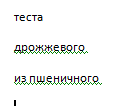 теста
дрожжевого
из пшеничного